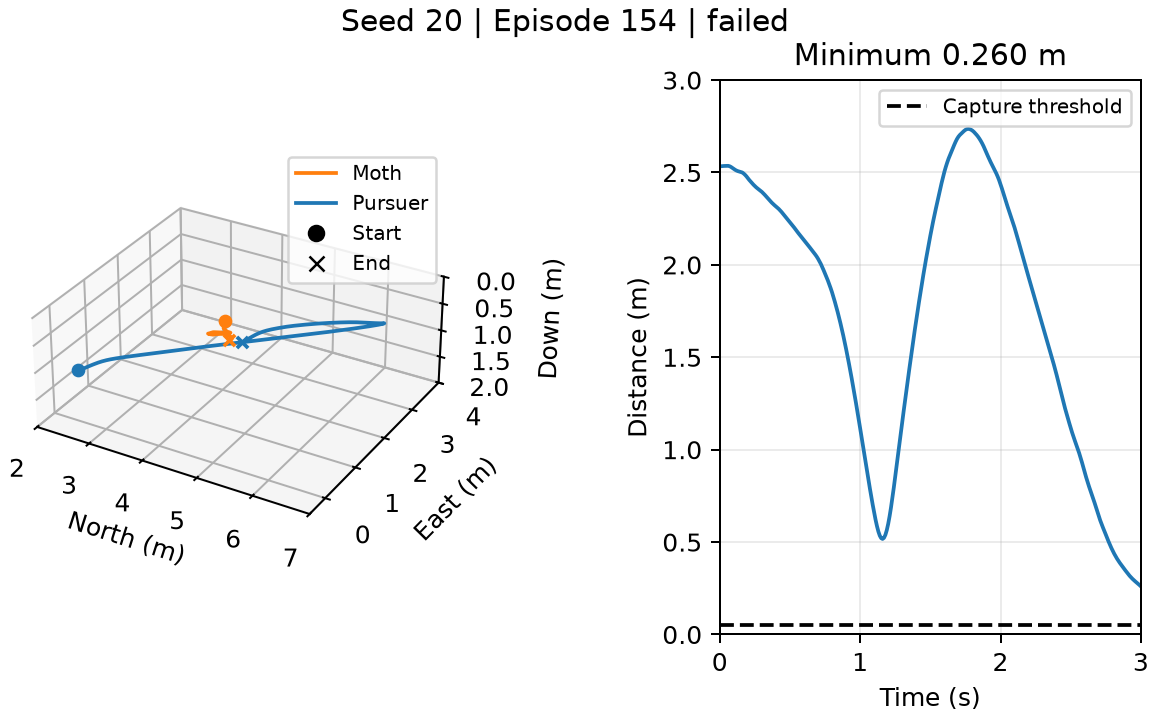 Seed 20 | Episode 154 | failed
Moth
Pursuer
Start
End
0.0
0.5
1.0
1.5
2.0
Down (m)
4
3
2
1
0
East (m)
2
3
4
5
6
7
North (m)
Minimum 0.260 m
Capture threshold
3.0
2.5
2.0
1.5
1.0
0.5
0.0
Distance (m)
0
1
2
3
Time (s)